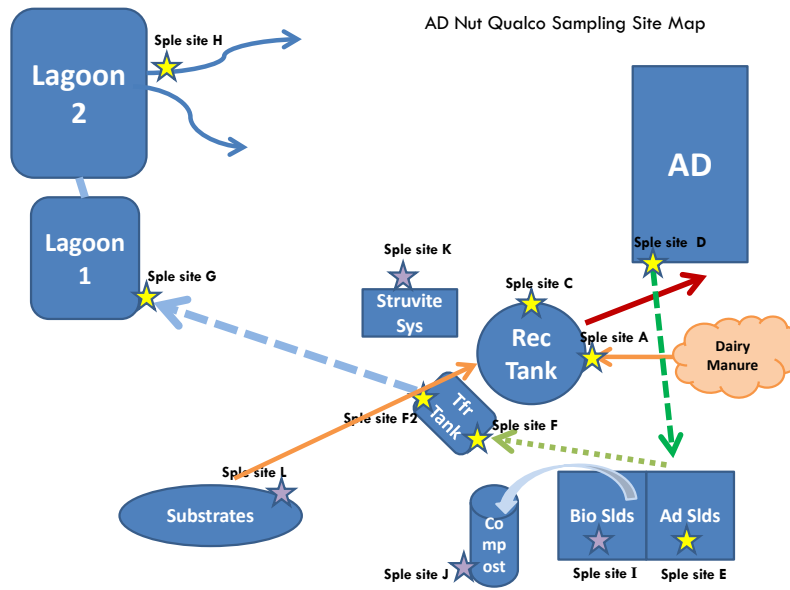 AD Nut Qualco Sampling Site Map
Sple site H
Lagoon
2
AD
Sple site D
Lagoon
1
Sple site G
Sple site K
Struvite
Sys
Sple site C
Rec
Tank
Sple site A
Dairy
Manure
Tfr
Tank
Sple site F2
Sple site F
Sple site L
Substrates
Co
mp
ost
Sple site J
Bio Slds
Ad Slds
Sple site I
Sple site E